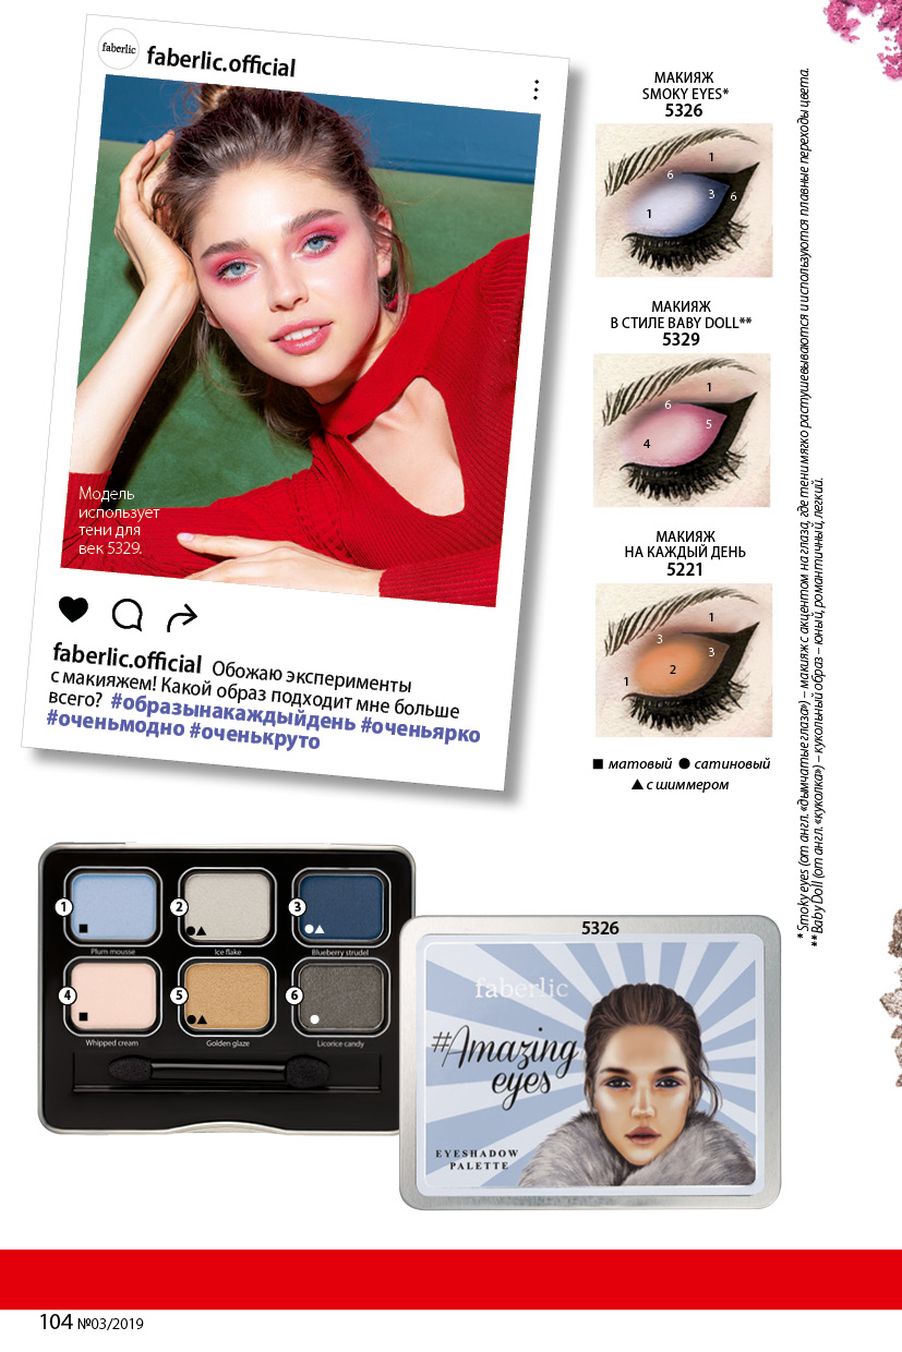 faberlic
faberlic.official
Модель
использует
тени для
век 5329.
faberlic.official Обожаю эксперименты
с макияжем! Какой образ подходит мне больше
всего? #образынакаждыйдень #оченьярко
#оченьмодно #оченькруто
МАКИЯЖ
SMOKY EYES*
5326
1
6
3
6
1
МАКИЯЖ
В СТИЛЕ BABY DOLL**
5329
1
6
5
4
МАКИЯЖ
НА КАЖДЫЙ ДЕНЬ
5221
1
3
3
2
1
■ матовый ● сатиновый
▲ с шиммером
* Smoky eyes (от англ. «дымчатые глаза») – макияж с акцентом на глаза, где тени мягко растушевываются и используются плавные переходы цвета.
** Baby Doll (от англ. «куколка») – кукольный образ – юный, романтичный, легкий.
1
2
3
Plum mousse
Ice flake
Blueberry strudel
4
5
6
Whipped cream
Golden glaze
Licorice candy
5326
faberlic
#Amazing
eyes
EYESHADOW
PALETTE
104 №03/2019